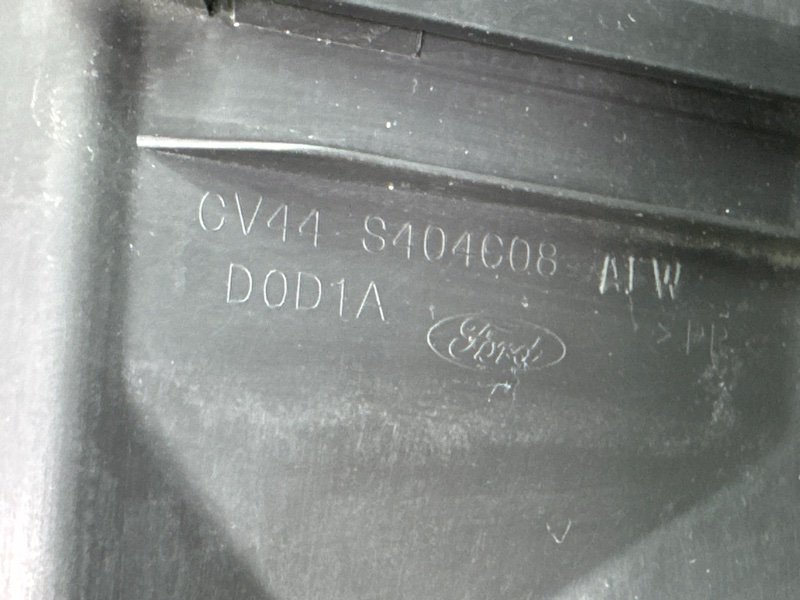 CV44 S404C08 AFW
D0D1A
Ford
>PP<
V